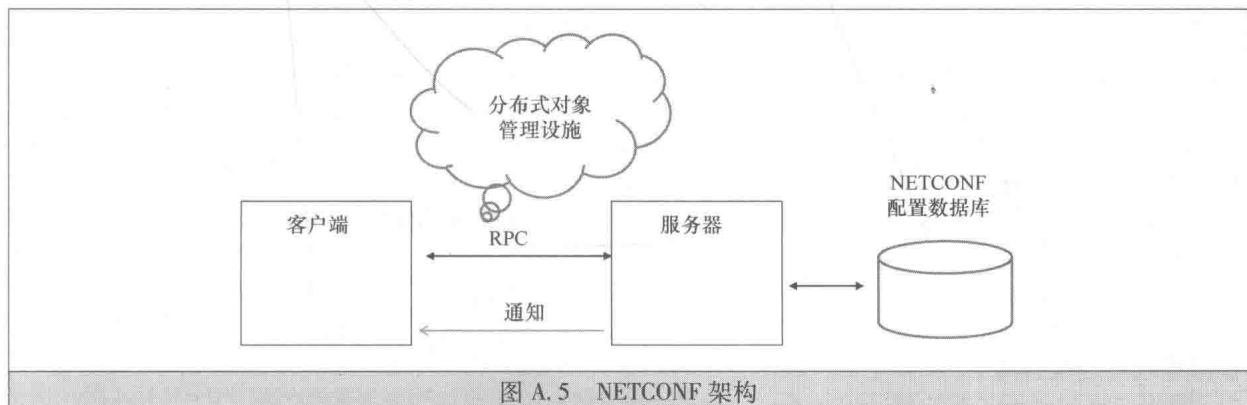 分布式对象
管理设施
NETCONF
配置数据库
客户端
服务器
RPC
通知
图 A.5 NETCONF 架构